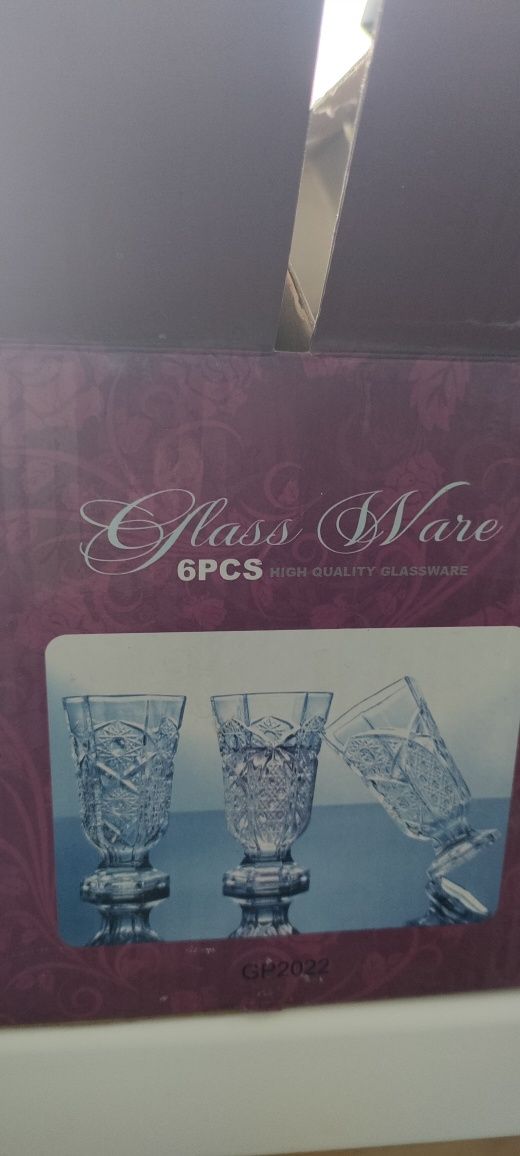 Glass Ware
6PCS HIGH QUALITY GLASSWARE
GP2022